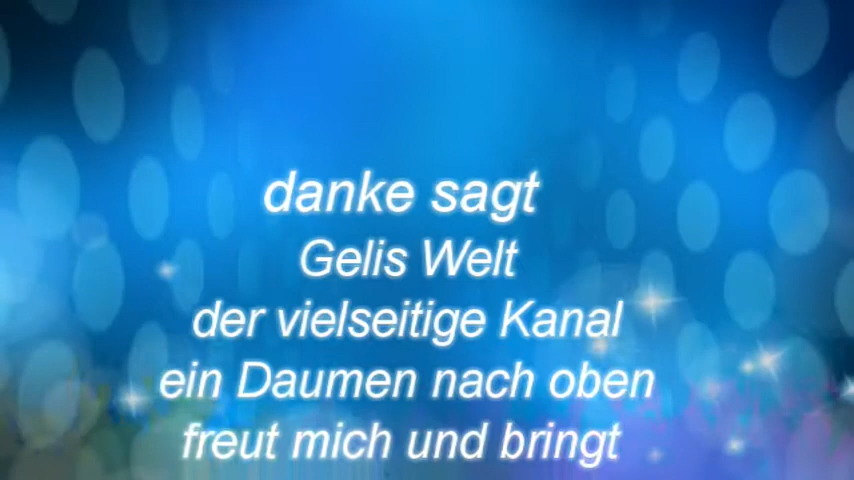 danke sagt
Gelis Welt
der vielseitige Kanal
ein Daumen nach oben
freut mich und bringt